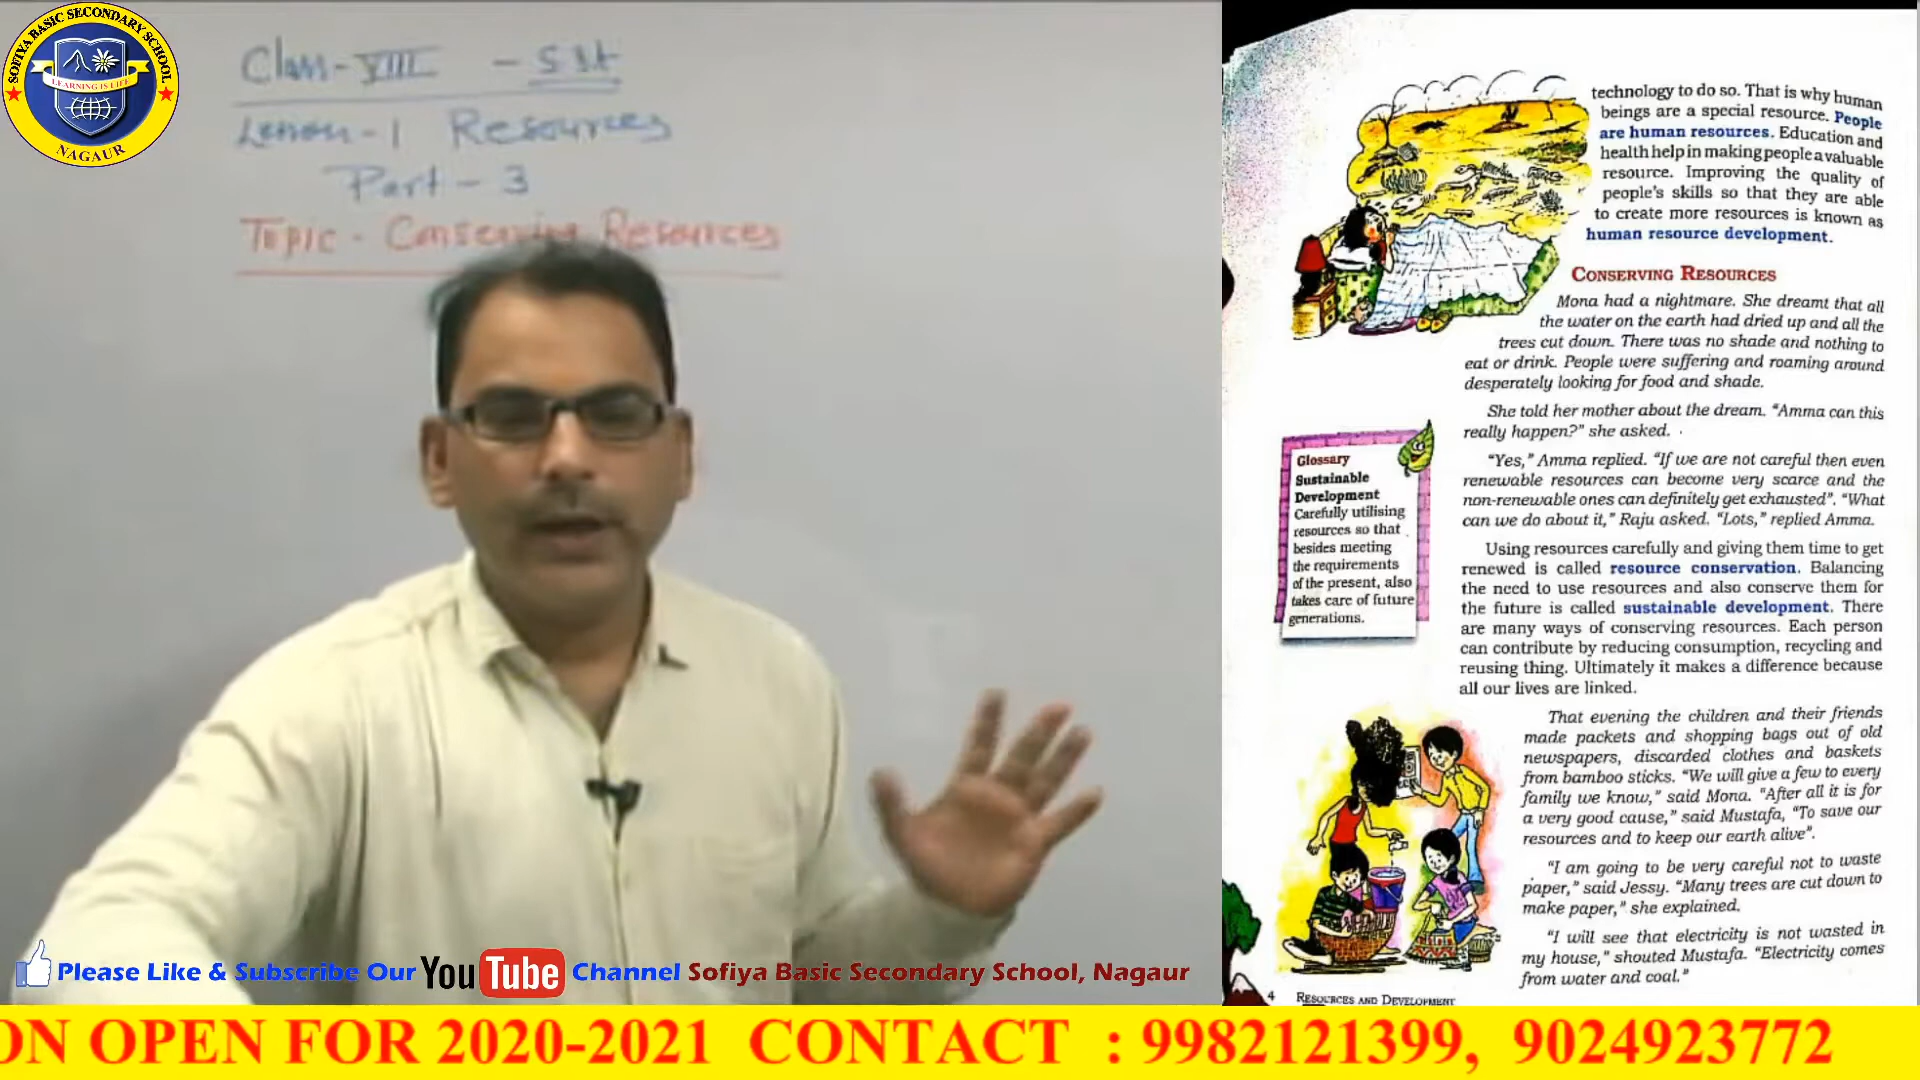 SOFIYA BASIC SECONDARY SCHOOL
LEARNING IS LIFE
NAGAUR
Class-VIII - S.St
Lesson-1 Resources
Part-3
Topic- Conserving Resources
technology to do so. That is why human
beings are a special resource. People
are human resources. Education and
health help in making people a valuable
resource. Improving the quality of
people's skills so that they are able
to create more resources is known as
human resource development.
CONSERVING RESOURCES
Mona had a nightmare. She dreamt that all
the water on the earth had dried up and all the
trees cut down. There was no shade and nothing to
eat or drink. People were suffering and roaming around
desperately looking for food and shade.
She told her mother about the dream. "Amma can this
really happen?" she asked.
"Yes," Amma replied. "If we are not careful then even
renewable resources can become very scarce and the
non-renewable ones can definitely get exhausted". "What
can we do about it," Raju asked. "Lots," replied Amma.
Using resources carefully and giving them time to get
renewed is called resource conservation. Balancing
the need to use resources and also conserve them for
the future is called sustainable development. There
are many ways of conserving resources. Each person
can contribute by reducing consumption, recycling and
reusing thing. Ultimately it makes a difference because
all our lives are linked.
Glossary
Sustainable
Development
Carefully utilising
resources so that
besides meeting
the requirements
of the present, also
takes care of future
generations.
That evening the children and their friends
made packets and shopping bags out of old
newspapers, discarded clothes and baskets
from bamboo sticks. "We will give a few to every
family we know," said Mona. "After all it is for
a very good cause," said Mustafa, "To save our
resources and to keep our earth alive".
"I am going to be very careful not to waste
paper," said Jessy. "Many trees are cut down to
make paper," she explained.
"I will see that electricity is not wasted in
my house," shouted Mustafa. "Electricity comes
from water and coal."
4 RESOURCES AND DEVELOPMENT
Please Like & Subscribe Our YouTube Channel Sofiya Basic Secondary School, Nagaur
ON OPEN FOR 2020-2021 CONTACT : 9982121399, 9024923772